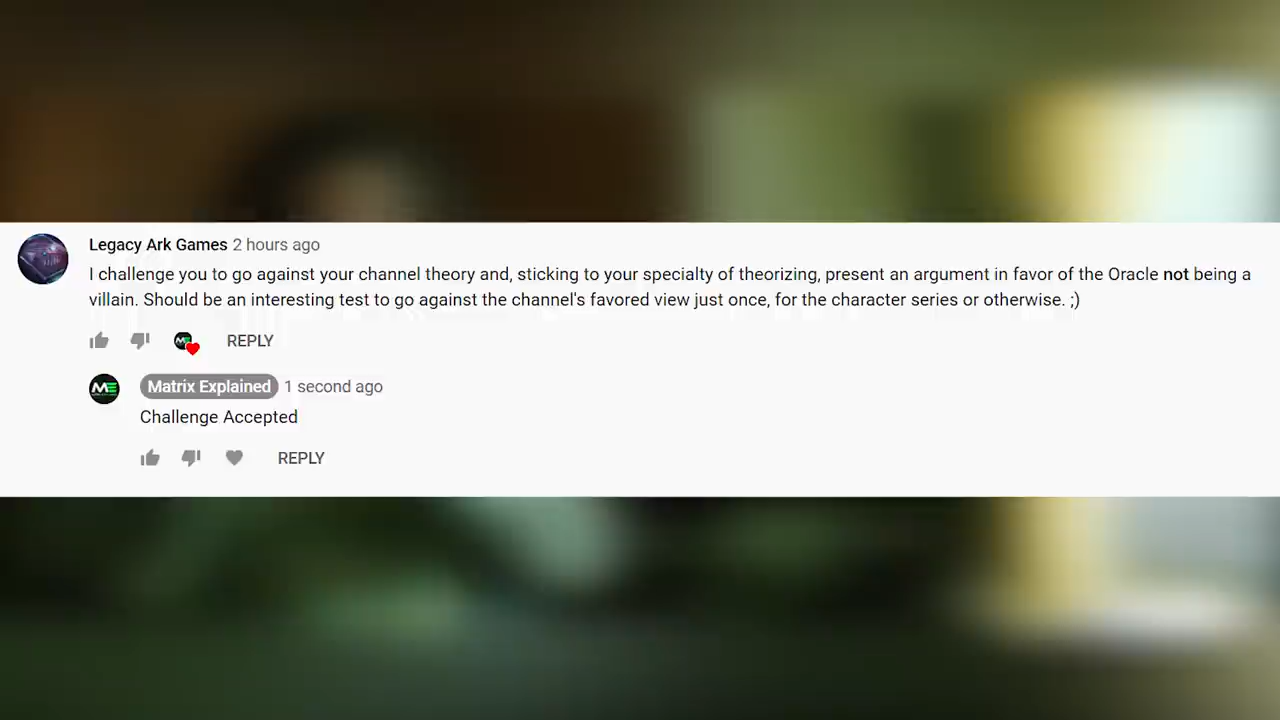 Legacy Ark Games 2 hours ago
I challenge you to go against your channel theory and, sticking to your specialty of theorizing, present an argument in favor of the Oracle not being a
villain. Should be an interesting test to go against the channel's favored view just once, for the character series or otherwise. ;)
REPLY
Matrix Explained 1 second ago
Challenge Accepted
REPLY